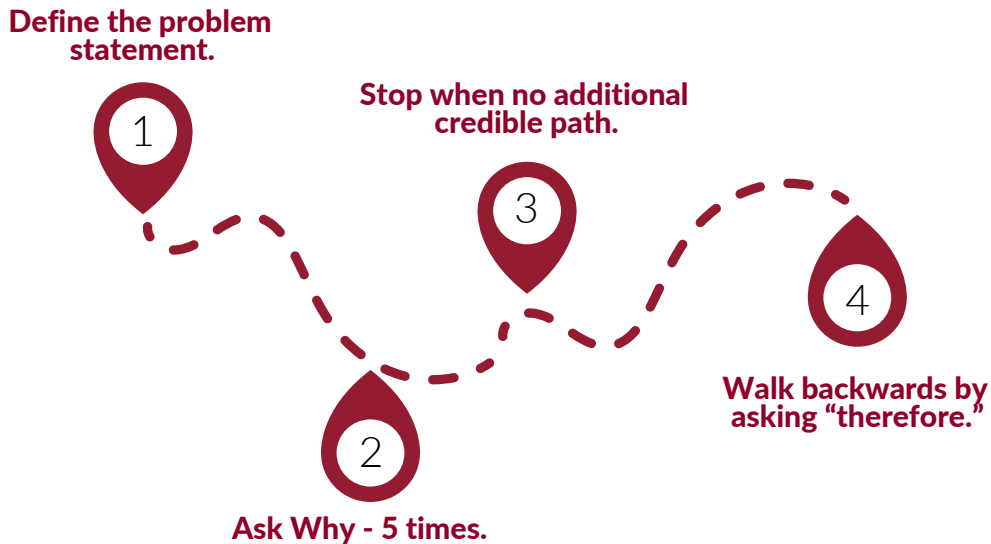 Define the problem
statement.
1
Ask Why - 5 times.
2
Stop when no additional
credible path.
3
Walk backwards by
asking “therefore.”
4